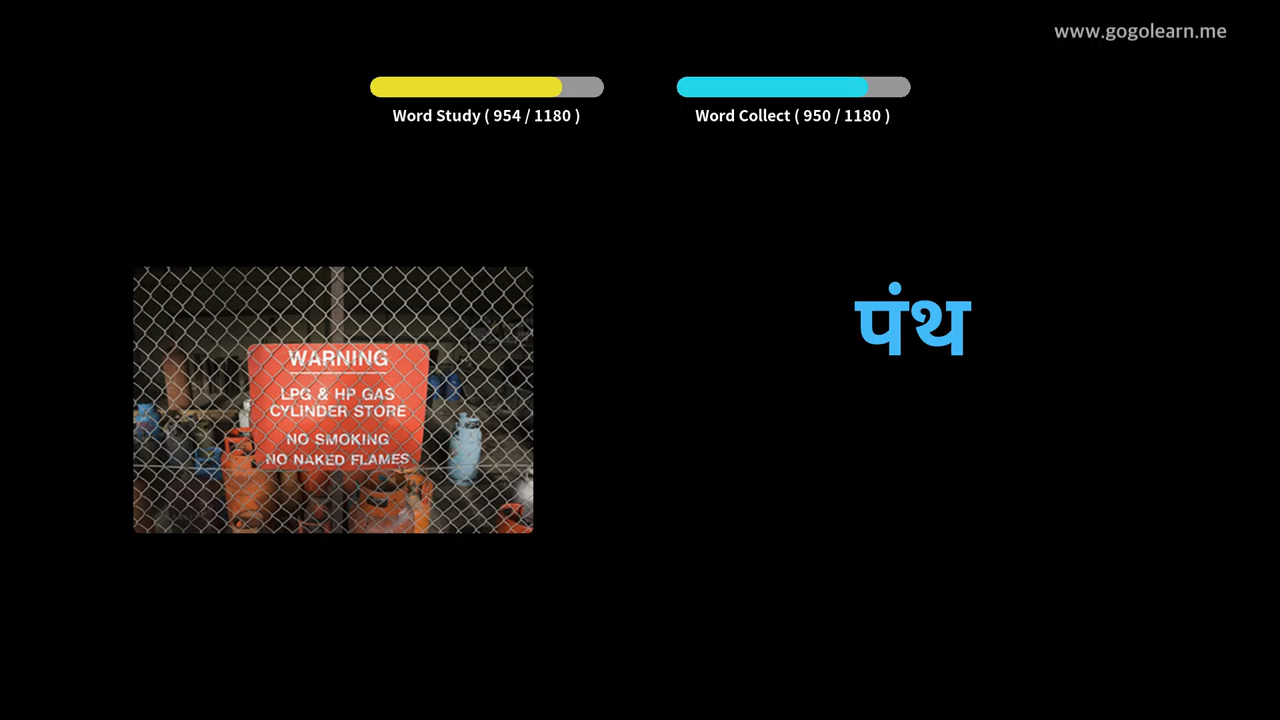 www.gogolearn.me
Word Study ( 954 / 1180 )
Word Collect ( 950 / 1180 )
पंथ
WARNING
LPG & HP GAS
CYLINDER STORE
NO SMOKING
NO NAKED FLAMES